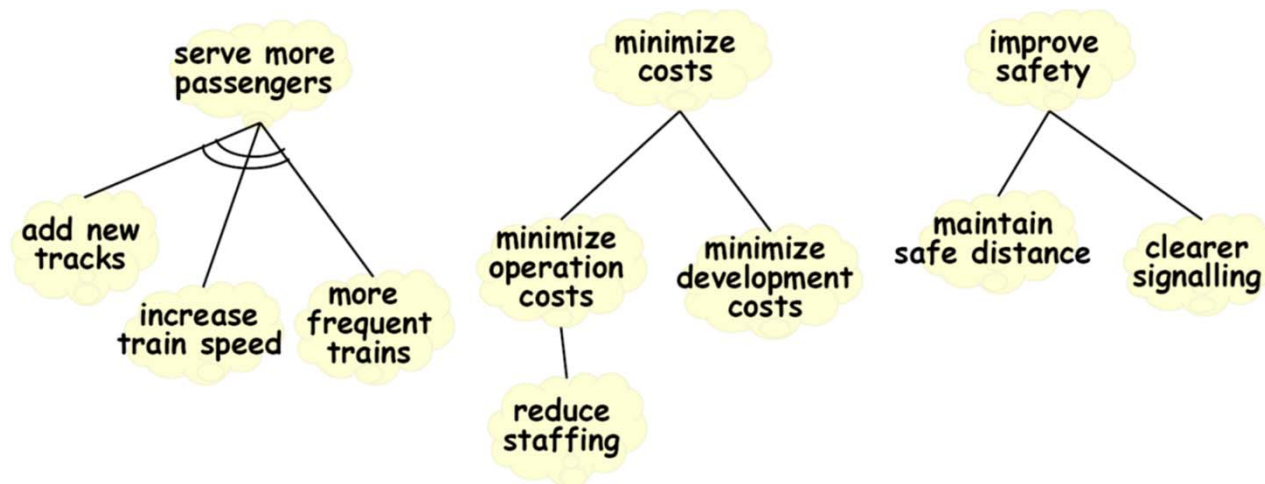 serve more
passengers
minimize
costs
improve
safety
add new
tracks
increase
train speed
more
frequent
trains
minimize
operation
costs
minimize
development
costs
maintain
safe distance
clearer
signalling
reduce
staffing